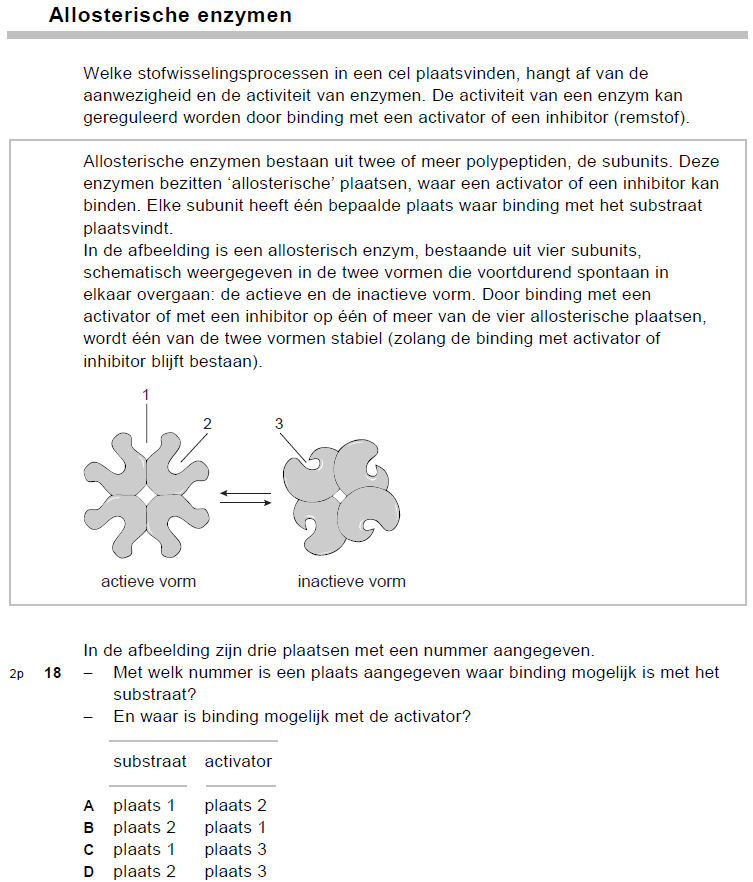 Allosterische enzymen
Welke stofwisselingsprocessen in een cel plaatsvinden, hangt af van de
aanwezigheid en de activiteit van enzymen. De activiteit van een enzym kan
gereguleerd worden door binding met een activator of een inhibitor (remstof).
Allosterische enzymen bestaan uit twee of meer polypeptiden, de subunits. Deze
enzymen bezitten ‘allosterische’ plaatsen, waar een activator of een inhibitor kan
binden. Elke subunit heeft één bepaalde plaats waar binding met het substraat
plaatsvindt.
In de afbeelding is een allosterisch enzym, bestaande uit vier subunits,
schematisch weergegeven in de twee vormen die voortdurend spontaan in
elkaar overgaan: de actieve en de inactieve vorm. Door binding met een
activator of met een inhibitor op één of meer van de vier allosterische plaatsen,
wordt één van de twee vormen stabiel (zolang de binding met activator of
inhibitor blijft bestaan).
1
2 3
actieve vorm inactieve vorm
In de afbeelding zijn drie plaatsen met een nummer aangegeven.
2p 18 – Met welk nummer is een plaats aangegeven waar binding mogelijk is met het
substraat?
– En waar is binding mogelijk met de activator?
substraat activator
A plaats 1 plaats 2
B plaats 2 plaats 1
C plaats 1 plaats 3
D plaats 2 plaats 3